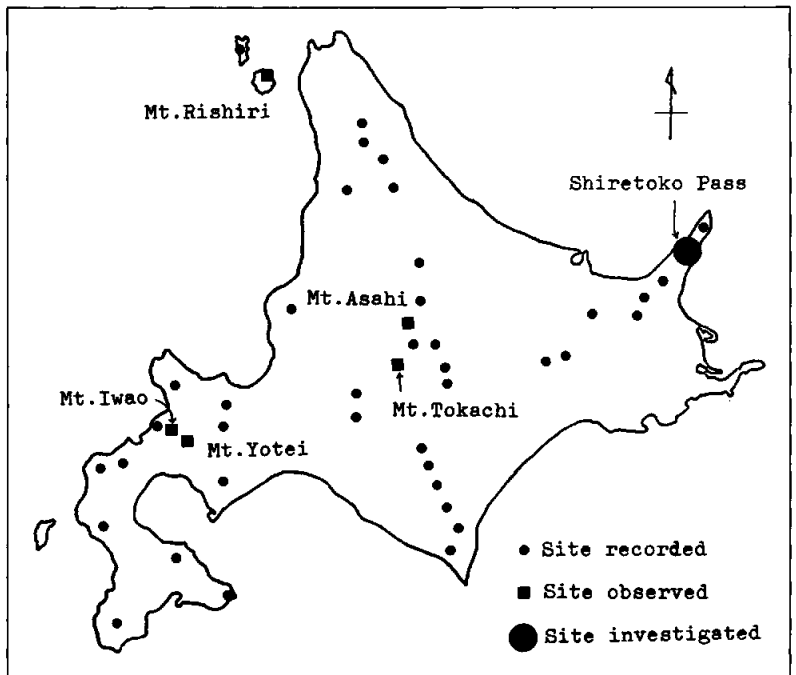 Mt.Rishiri
Shiretoko Pass
Mt.Asahi
Mt.Iwao
Mt.Tokachi
Mt.Yotei
Site recorded
Site observed
Site investigated